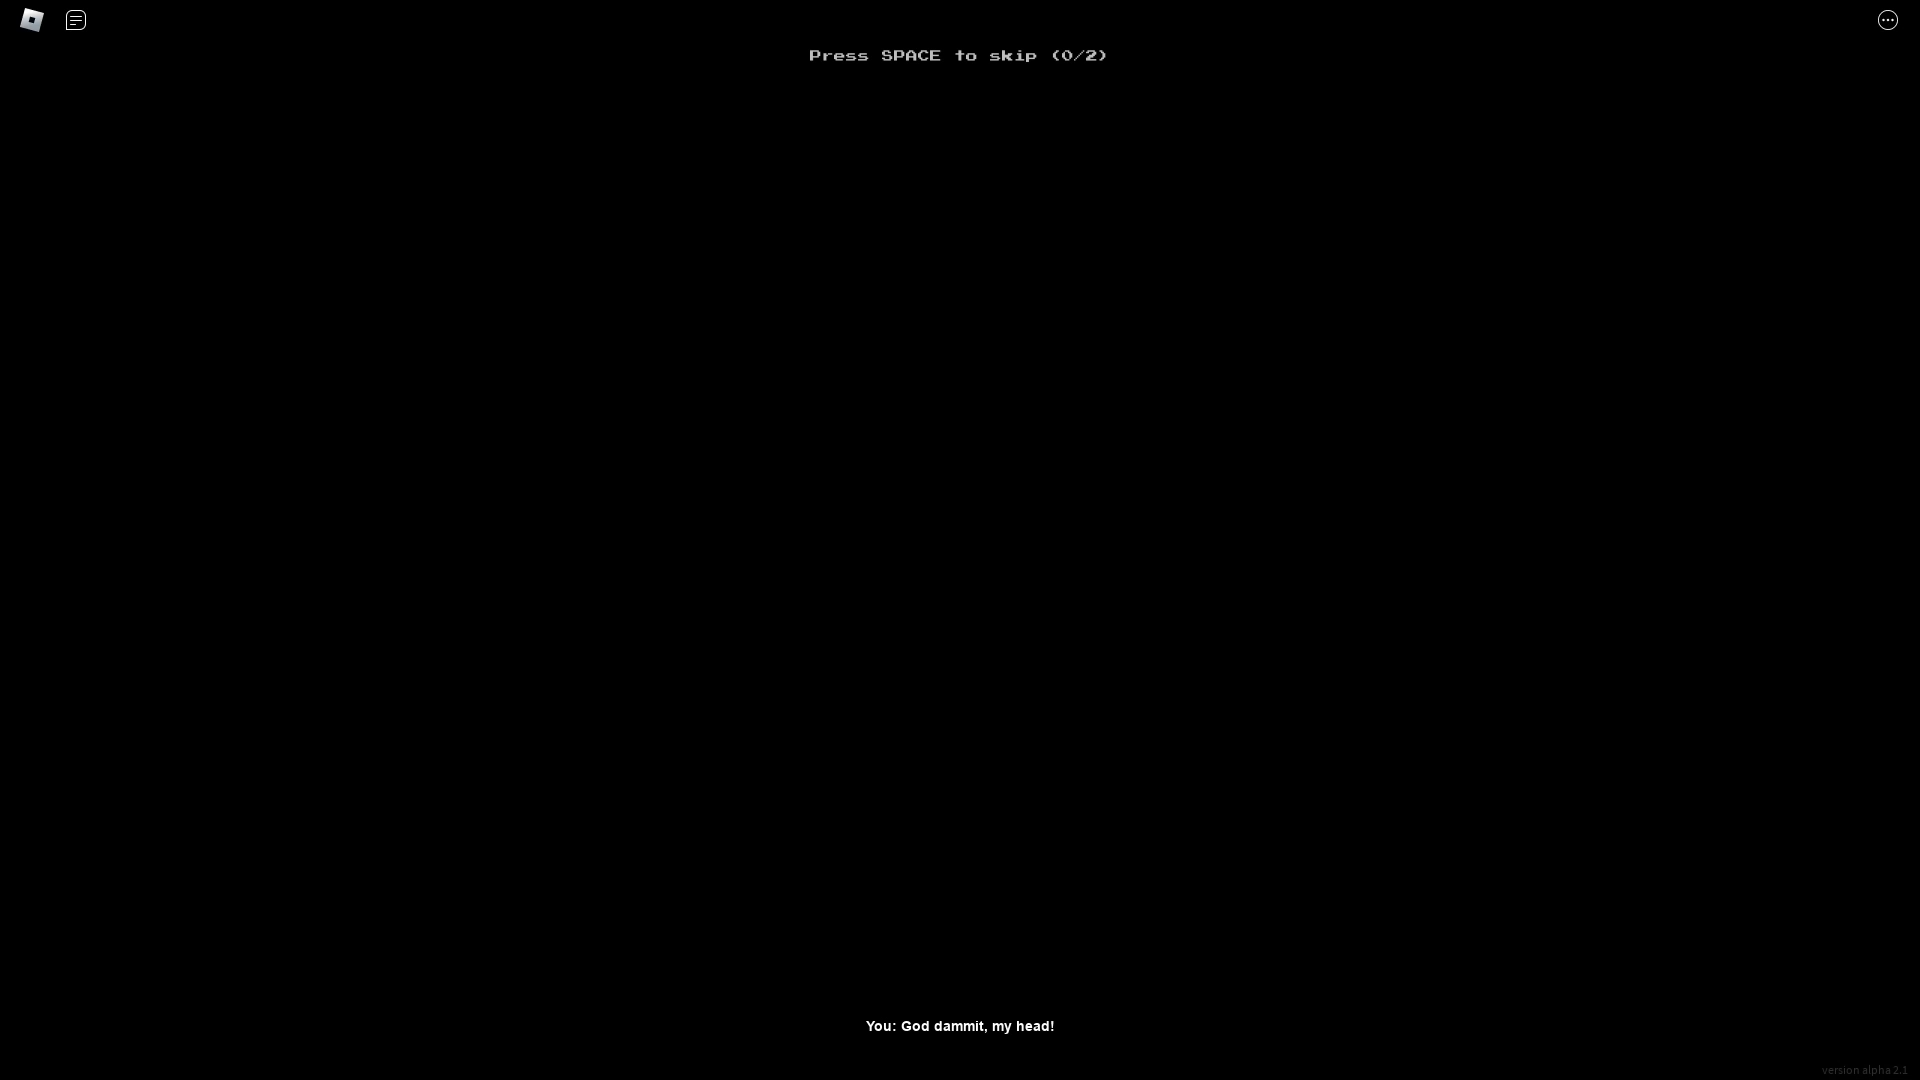 Press SPACE to skip (0/2)
You: God dammit, my head!
version alpha 2.1